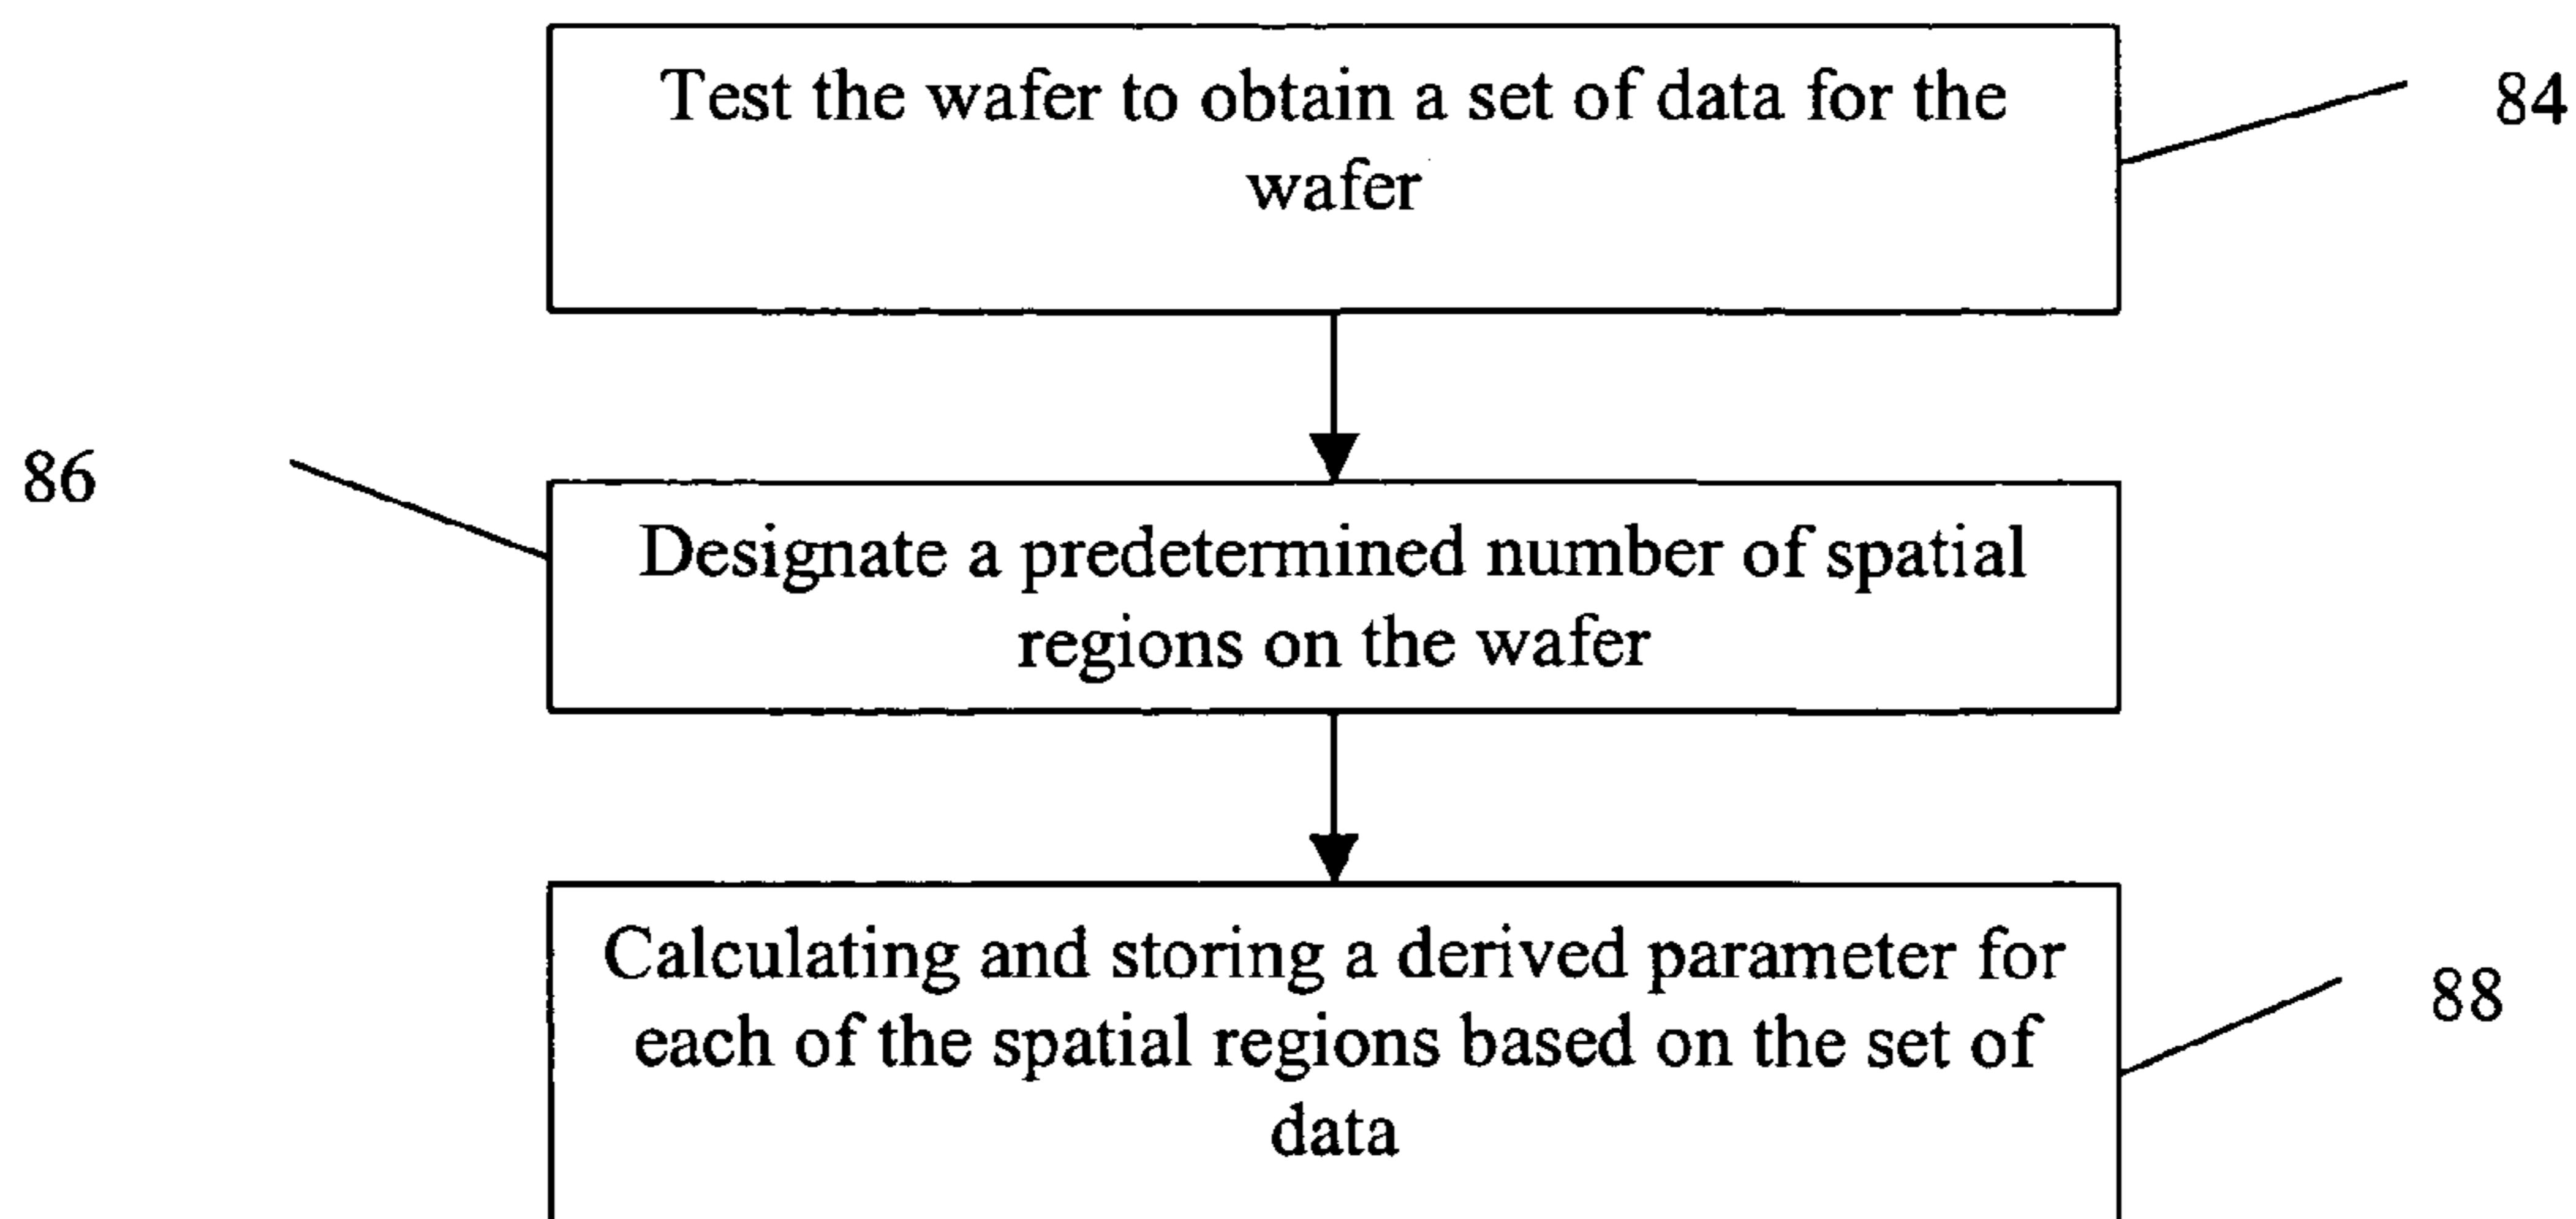 Test the wafer to obtain a set of data for the
wafer
84
86
Designate a predetermined number of spatial
regions on the wafer
Calculating and storing a derived parameter for
each of the spatial regions based on the set of
data
88